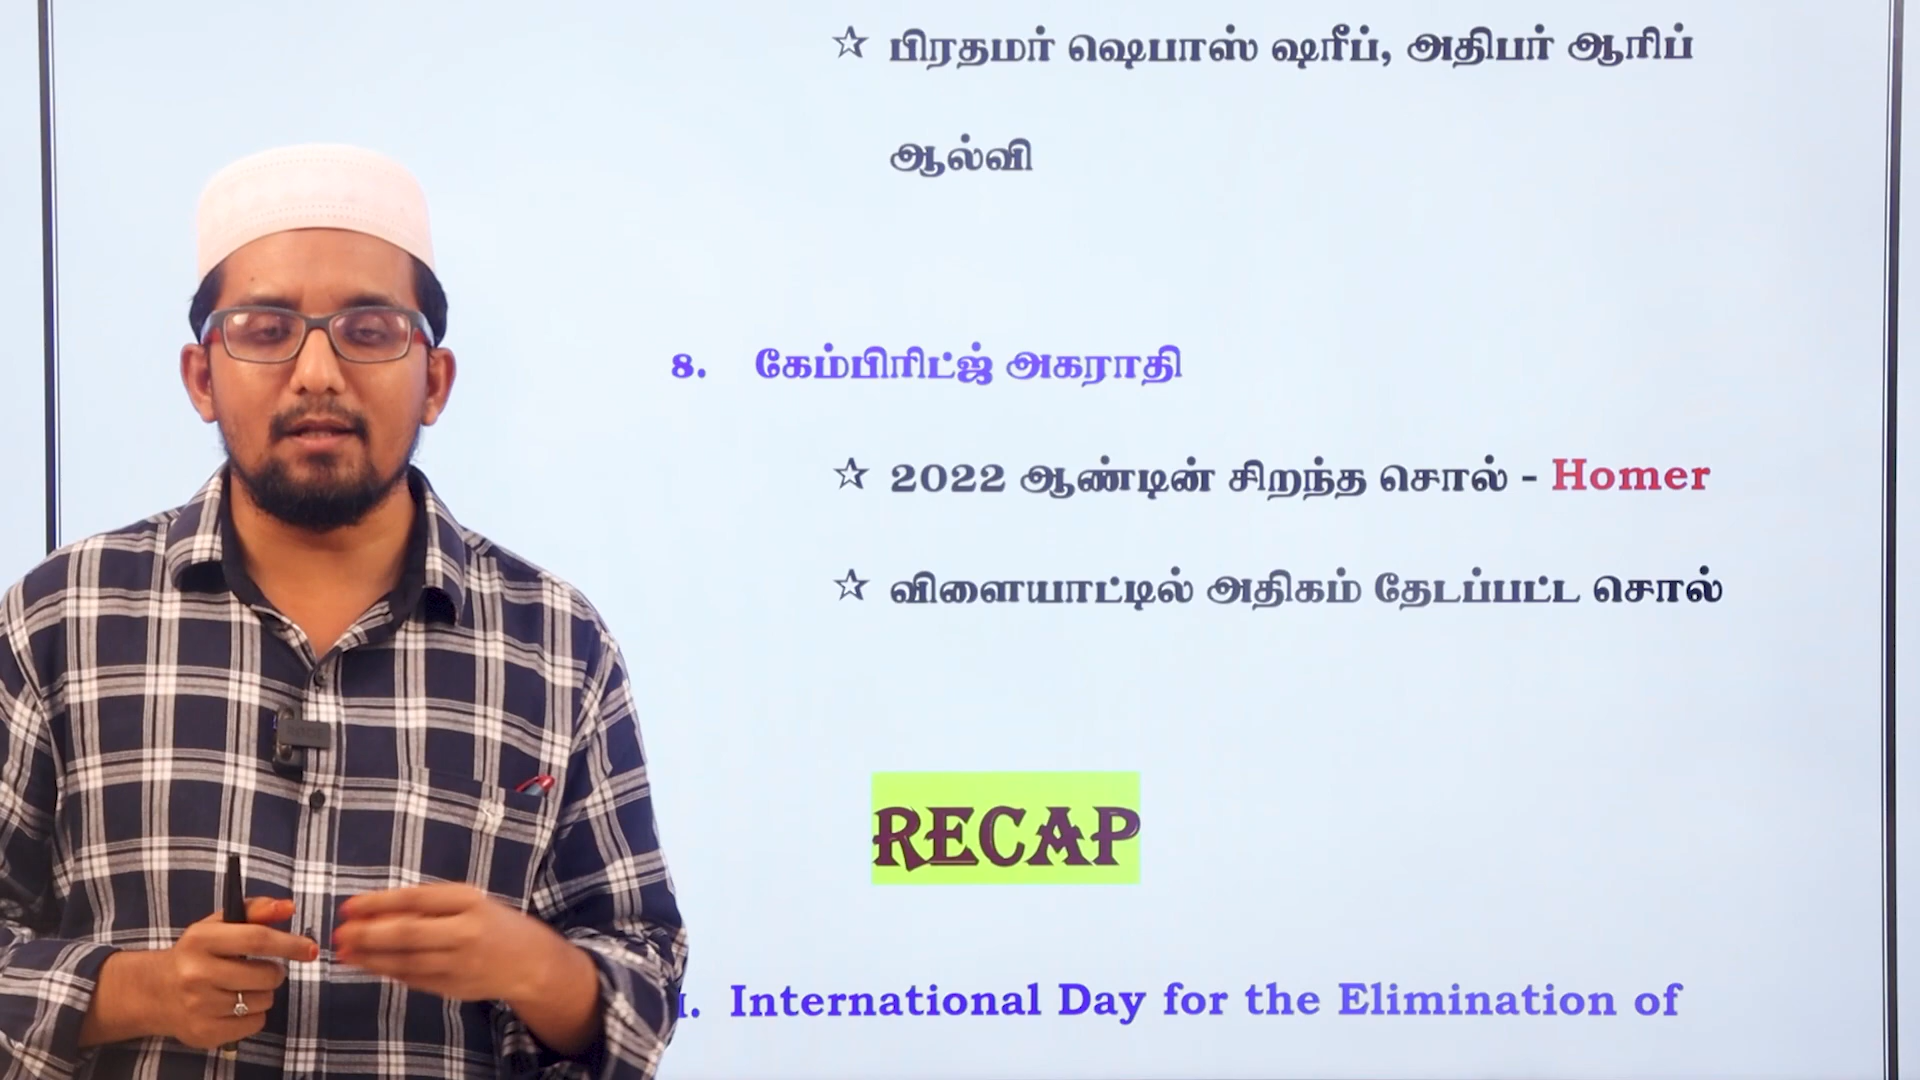 ☆ பிரதமர் ஷெபாஸ் ஷரீப், அதிபர் ஆரிப்
ஆல்வி
8. கேம்பிரிட்ஜ் அகராதி
☆ 2022 ஆண்டின் சிறந்த சொல் - Homer
☆ விளையாட்டில் அதிகம் தேடப்பட்ட சொல்
RECAP
1. International Day for the Elimination of